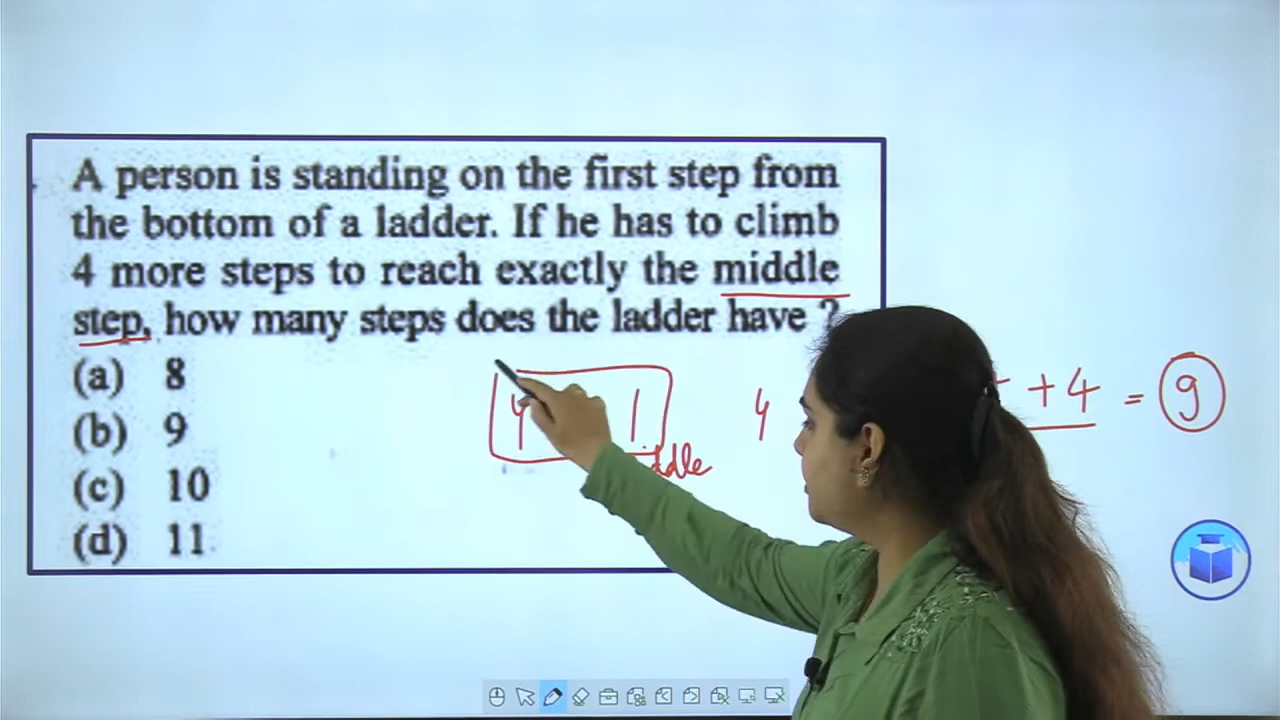 A person is standing on the first step from
the bottom of a ladder. If he has to climb
4 more steps to reach exactly the middle
step, how many steps does the ladder have ?
(a) 8
(b) 9
(c) 10
(d) 11
4 1 4 + 4 = 9